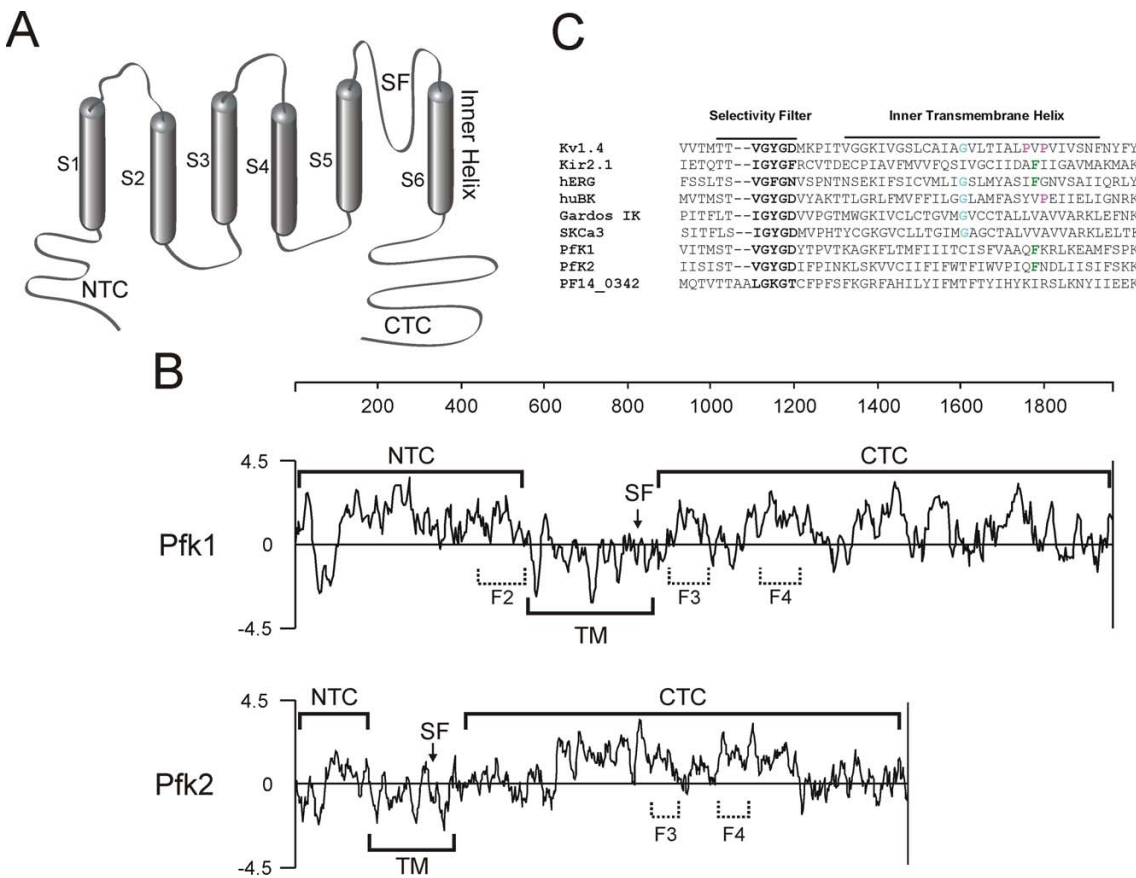 A
S1
S2
S3
S4
S5
SF
S6
Inner Helix
NTC
CTC
C
Selectivity Filter Inner Transmembrane Helix
Kv1.4 VVTMTT--VGYGDMKPITVGGKIVGSLCAIAGVLTIALPVPVIVSNFNYFY
Kir2.1 IETQTT--IGYGFRCVTDECPIAVFMVVFQSIVGCIIDAFIIGAVMAKMAK
hERG FSSLTS--VGFGNVSPNTNSEKIFSICVMLIGSLMYASIFGNVSAIIQRLY
huBK MVTMST--VGYGDVYAKTTLGRLFMVFFILGGLAMFASYVPEIIELIGNRK
Gardos IK PITFLT--IGYGDVVPGTMWGKIVCLCTGVMGVCCTALLVAVVARKLEFNK
SKCa3 SITFLS--IGYGDMVPHTYCGKGVCLLTGIMGAGCTALVVAVVARKLELTK
PfK1 VITMST--VGYGDYTPVTKAGKFLTMFIIITCISFVAAQFKRLKEAMFSPK
PfK2 IISIST--VGYGDIFPINKLSKVVCIIFIFWTFIWVPIQFNDLIISIFSKK
PF14_0342 MQTVTTAALGKGTCFPFSFKGRFAHILYIFMTFTYIHYKIRSLKNYIIEEK
B
200 400 600 800 1000 1200 1400 1600 1800
4.5
NTC
CTC
SF
Pfk1
0
F2
F3
F4
TM
-4.5
4.5
NTC
CTC
SF
Pfk2
0
F3
F4
TM
-4.5